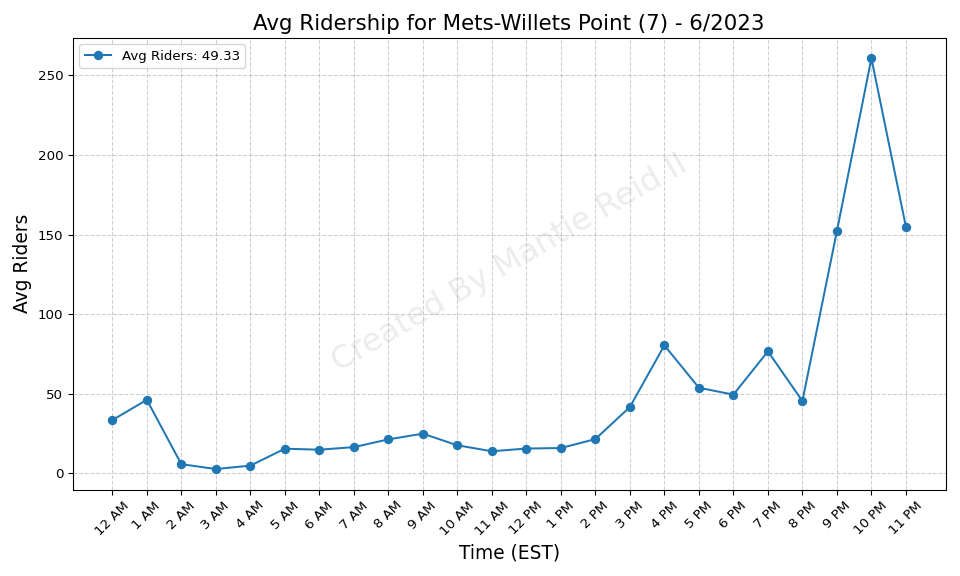 Avg Ridership for Mets-Willets Point (7) - 6/2023
Avg Riders: 49.33
Avg Riders
250
200
150
100
50
0
Created By Mantie Reid II
12 AM
1 AM
2 AM
3 AM
4 AM
5 AM
6 AM
7 AM
8 AM
9 AM
10 AM
11 AM
12 PM
1 PM
2 PM
3 PM
4 PM
5 PM
6 PM
7 PM
8 PM
9 PM
10 PM
11 PM
Time (EST)